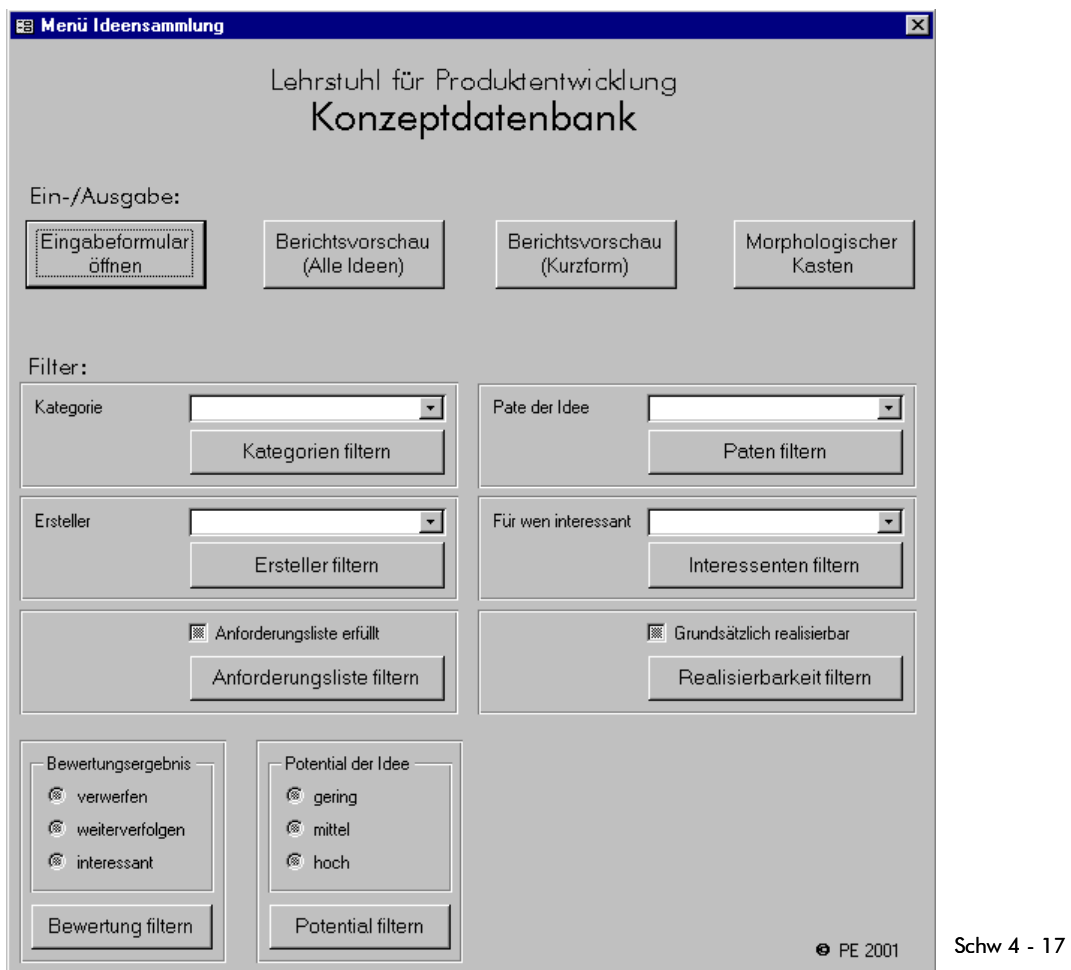 Menü Ideensammlung
Lehrstuhl für Produktentwicklung
Konzeptdatenbank
Ein-/Ausgabe:
Eingabeformular
öffnen
Berichtsvorschau
(Alle Ideen)
Berichtsvorschau
(Kurzform)
Morphologischer
Kasten
Filter:
Kategorie
Kategorien filtern
Pate der Idee
Paten filtern
Ersteller
Ersteller filtern
Für wen interessant
Interessenten filtern
Anforderungsliste erfüllt
Anforderungsliste filtern
Grundsätzlich realisierbar
Realisierbarkeit filtern
Bewertungsergebnis
verwerfen
weiterverfolgen
interessant
Bewertung filtern
Potential der Idee
gering
mittel
hoch
Potential filtern
© PE 2001
Schw 4 - 17